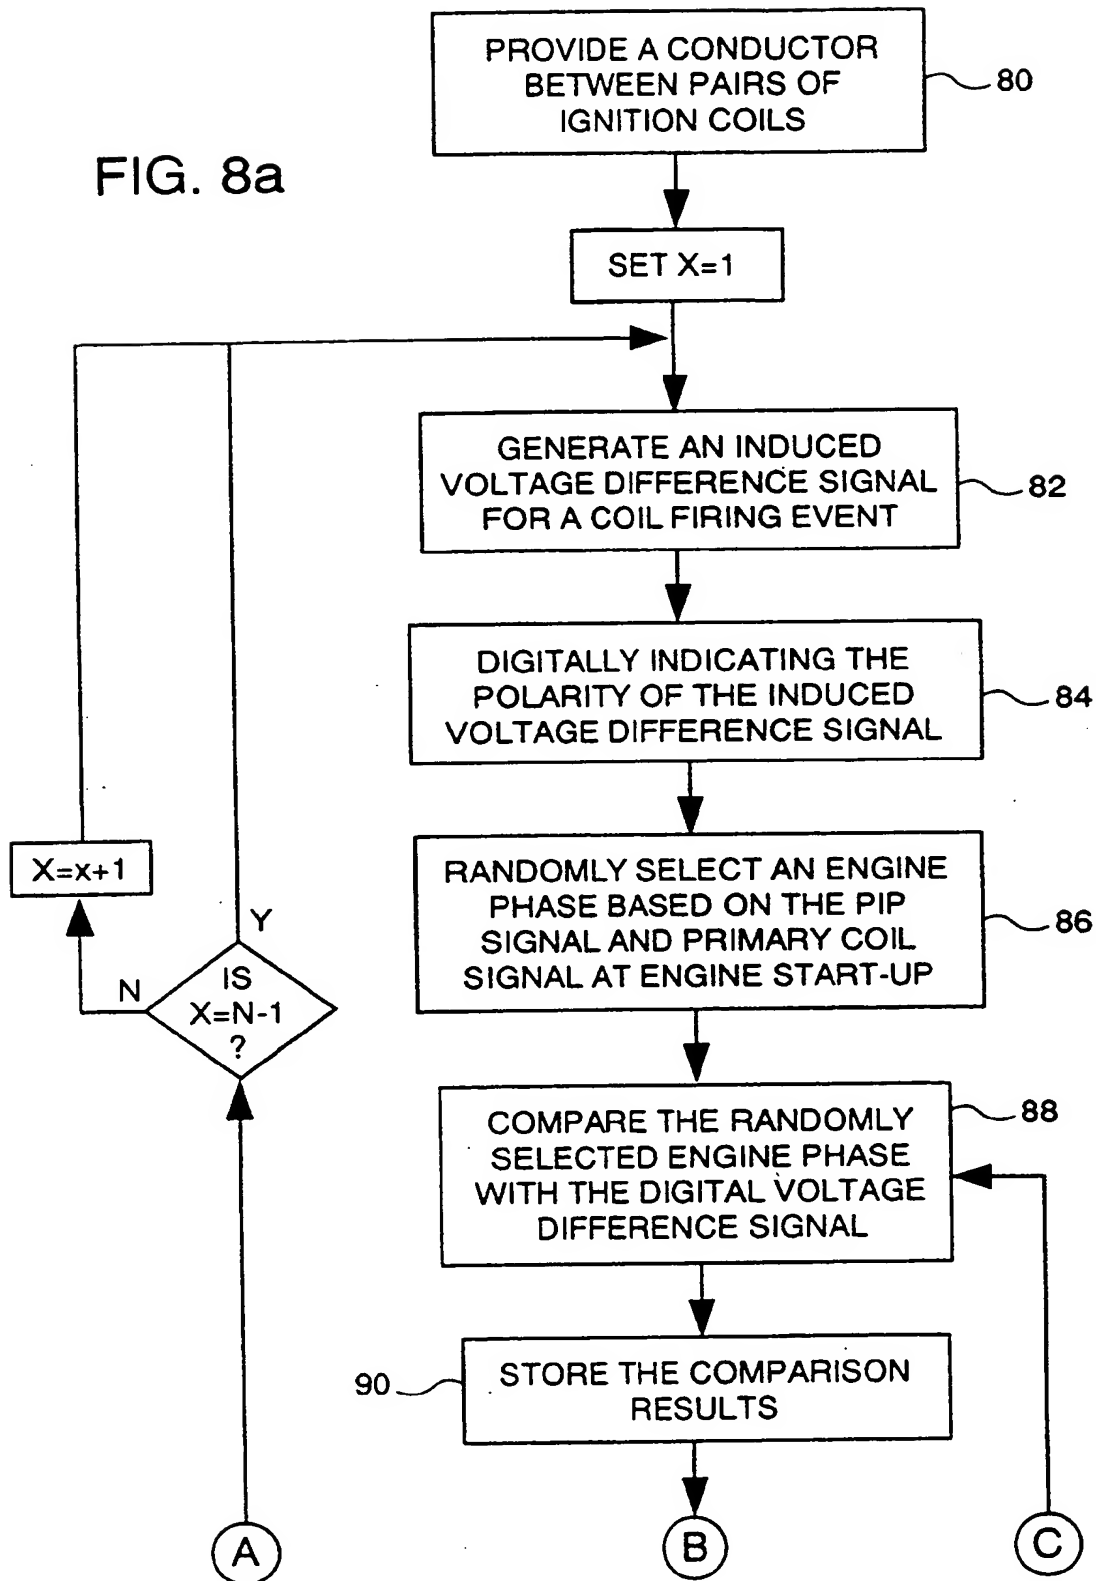 PROVIDE A CONDUCTOR
BETWEEN PAIRS OF
IGNITION COILS
80
FIG. 8a
SET X=1
GENERATE AN INDUCED
VOLTAGE DIFFERENCE SIGNAL
FOR A COIL FIRING EVENT
82
DIGITALLY INDICATING THE
POLARITY OF THE INDUCED
VOLTAGE DIFFERENCE SIGNAL
84
X=x+1
RANDOMLY SELECT AN ENGINE
PHASE BASED ON THE PIP
SIGNAL AND PRIMARY COIL
SIGNAL AT ENGINE START-UP
86
Y
N
IS
X=N-1
?
COMPARE THE RANDOMLY
SELECTED ENGINE PHASE
WITH THE DIGITAL VOLTAGE
DIFFERENCE SIGNAL
88
90
STORE THE COMPARISON
RESULTS
A
B
C